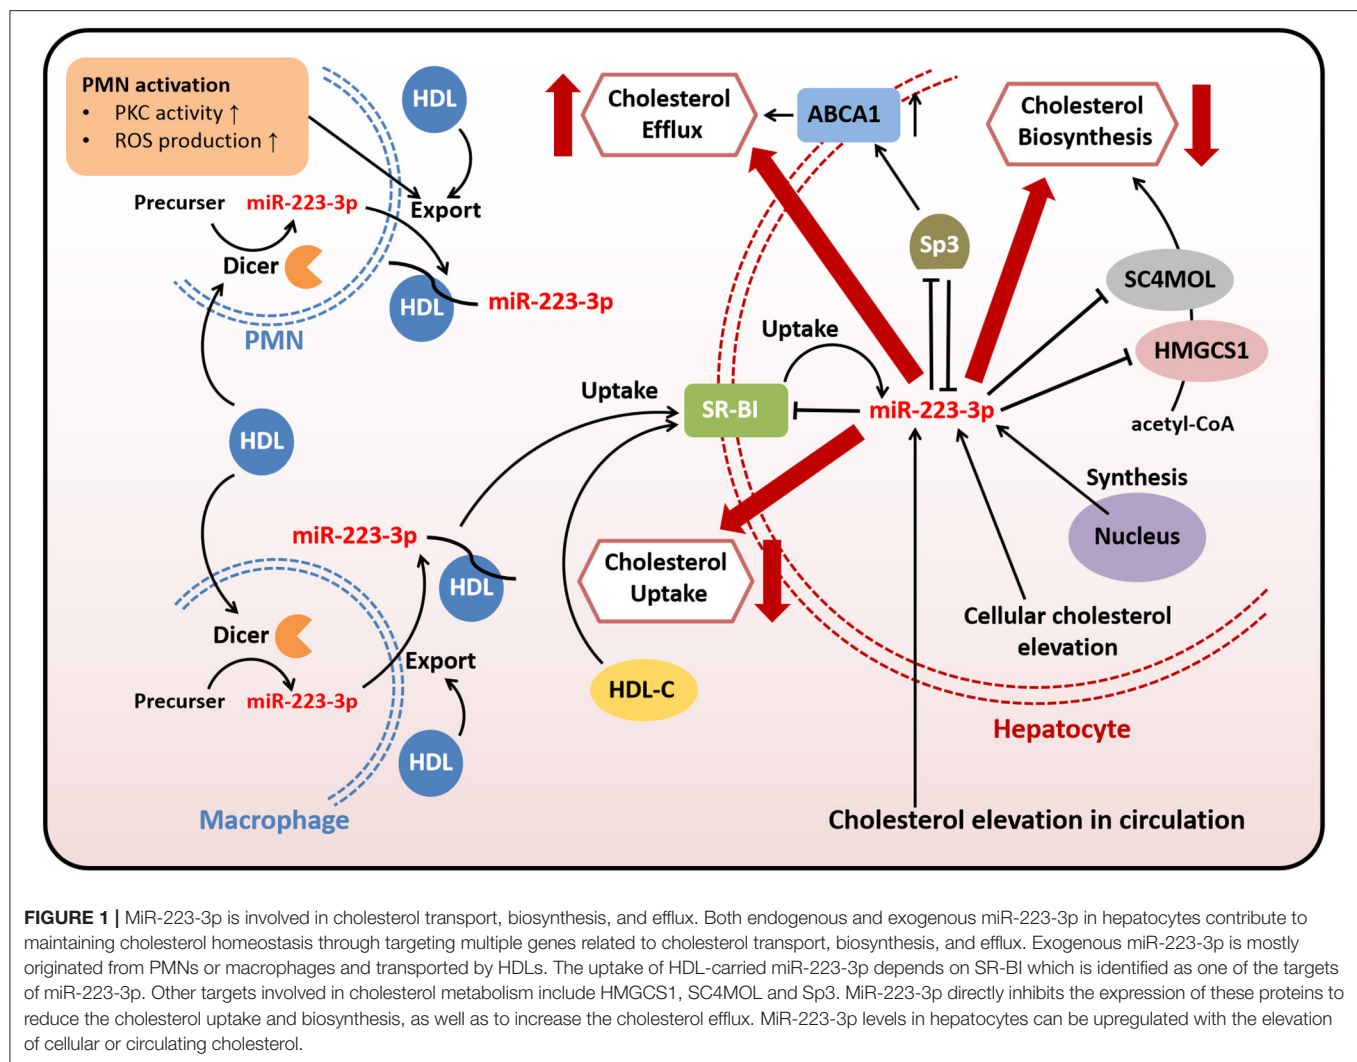 PMN activation
• PKC activity ↑
• ROS production ↑
HDL
Cholesterol
Efflux
ABCA1
Cholesterol
Biosynthesis
Precurser
miR-223-3p
Export
Dicer
HDL
miR-223-3p
PMN
Sp3
SC4MOL
HMGCS1
acetyl-CoA
Uptake
Uptake
SR-BI
miR-223-3p
HDL
Synthesis
Nucleus
miR-223-3p
HDL
Cholesterol
Uptake
Cellular cholesterol
elevation
Dicer
Export
Precurser
miR-223-3p
HDL-C
HDL
Hepatocyte
Macrophage
Cholesterol elevation in circulation
FIGURE 1 | MiR-223-3p is involved in cholesterol transport, biosynthesis, and efflux. Both endogenous and exogenous miR-223-3p in hepatocytes contribute to
maintaining cholesterol homeostasis through targeting multiple genes related to cholesterol transport, biosynthesis, and efflux. Exogenous miR-223-3p is mostly
originated from PMNs or macrophages and transported by HDLs. The uptake of HDL-carried miR-223-3p depends on SR-BI which is identified as one of the targets
of miR-223-3p. Other targets involved in cholesterol metabolism include HMGCS1, SC4MOL and Sp3. MiR-223-3p directly inhibits the expression of these proteins to
reduce the cholesterol uptake and biosynthesis, as well as to increase the cholesterol efflux. MiR-223-3p levels in hepatocytes can be upregulated with the elevation
of cellular or circulating cholesterol.